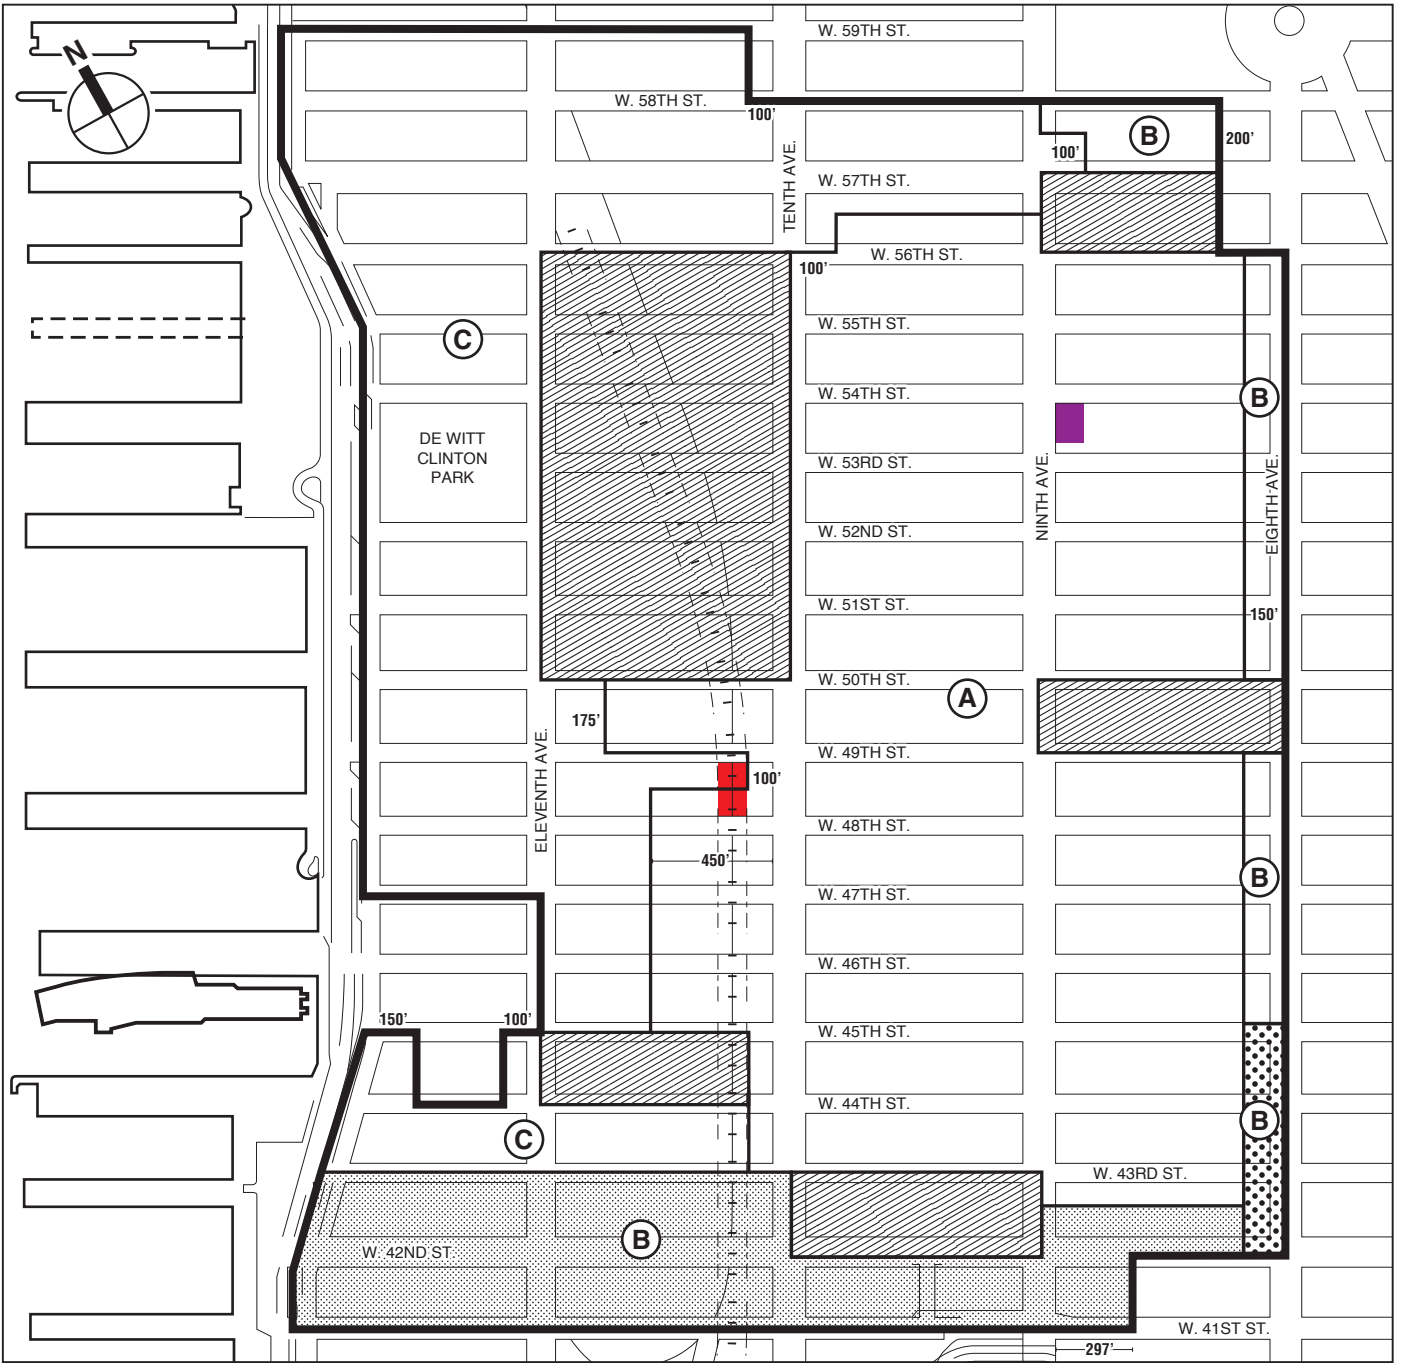 W. 59TH ST.
N
W. 58TH ST.
100'
B
200'
100'
TENTH AVE.
W. 57TH ST.
W. 56TH ST.
100'
W. 55TH ST.
C
W. 54TH ST.
B
DE WITT
CLINTON
PARK
W. 53RD ST.
NINTH AVE.
EIGHTH AVE.
W. 52ND ST.
W. 51ST ST.
150'
W. 50TH ST.
A
175'
ELEVENTH AVE.
W. 49TH ST.
100'
W. 48TH ST.
450'
B
W. 47TH ST.
W. 46TH ST.
150'
100'
W. 45TH ST.
W. 44TH ST.
B
C
W. 43RD ST.
B
W. 42ND ST.
W. 41ST ST.
297'